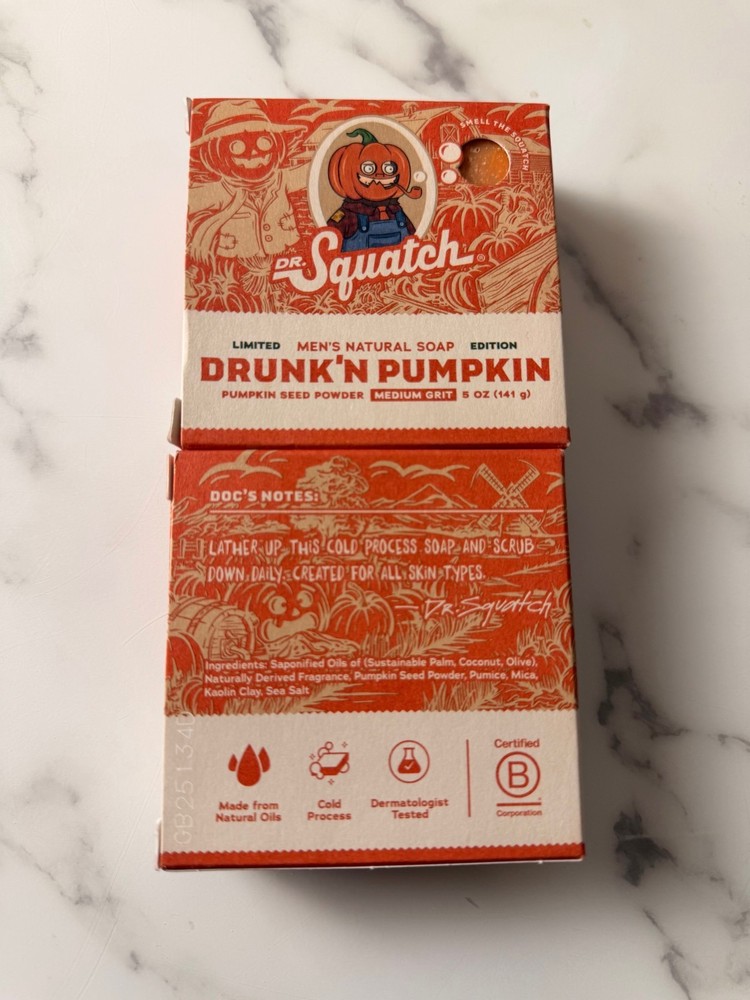 SMELL THE SQUATCH
DR. Squatch®
LIMITED MEN'S NATURAL SOAP EDITION
DRUNK'N PUMPKIN
PUMPKIN SEED POWDER MEDIUM GRIT 5 OZ (141 g)
DOC'S NOTES:
LATHER UP THIS COLD PROCESS SOAP AND SCRUB
DOWN DAILY. CREATED FOR ALL SKIN TYPES.
— Dr. Squatch
Ingredients: Saponified Oils of (Sustainable Palm, Coconut, Olive),
Naturally Derived Fragrance, Pumpkin Seed Powder, Pumice, Mica,
Kaolin Clay, Sea Salt
Made from
Natural Oils
Cold
Process
Dermatologist
Tested
Certified
B
Corporation